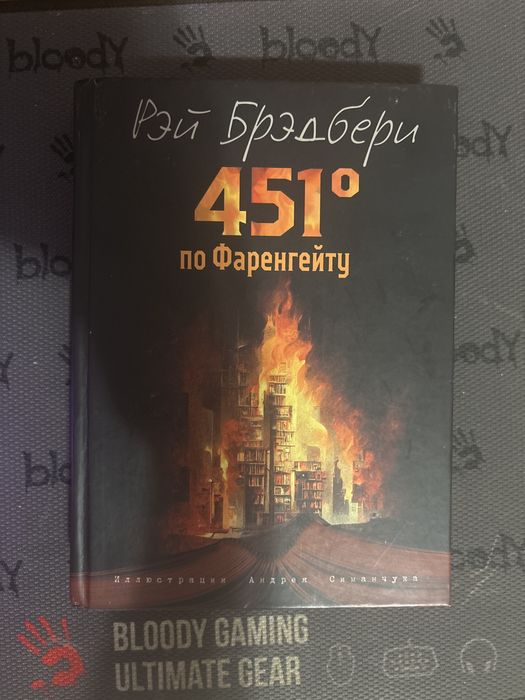 bloody
Рэй Брэдбери
451°
по Фаренгейту
Иллюстрации Андрея Симанчука
BLOODY GAMING
ULTIMATE GEAR